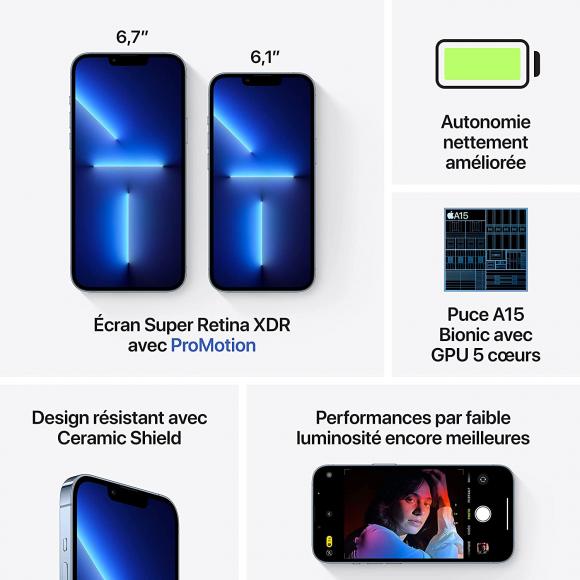 6,7"
6,1"
Écran Super Retina XDR
avec ProMotion
Autonomie
nettement
améliorée
A15
Puce A15
Bionic avec
GPU 5 cœurs
Design résistant avec
Ceramic Shield
Performances par faible
luminosité encore meilleures